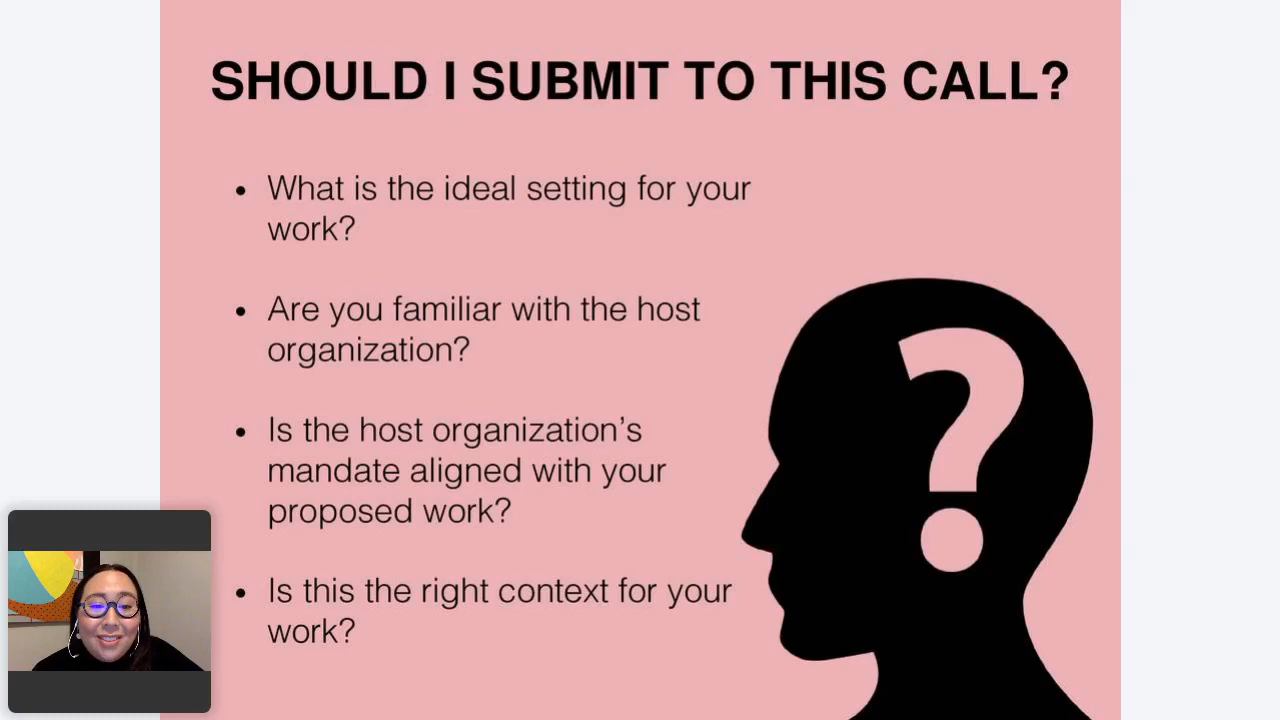 SHOULD I SUBMIT TO THIS CALL?
• What is the ideal setting for your
work?
• Are you familiar with the host
organization?
• Is the host organization’s
mandate aligned with your
proposed work?
• Is this the right context for your
work?
?